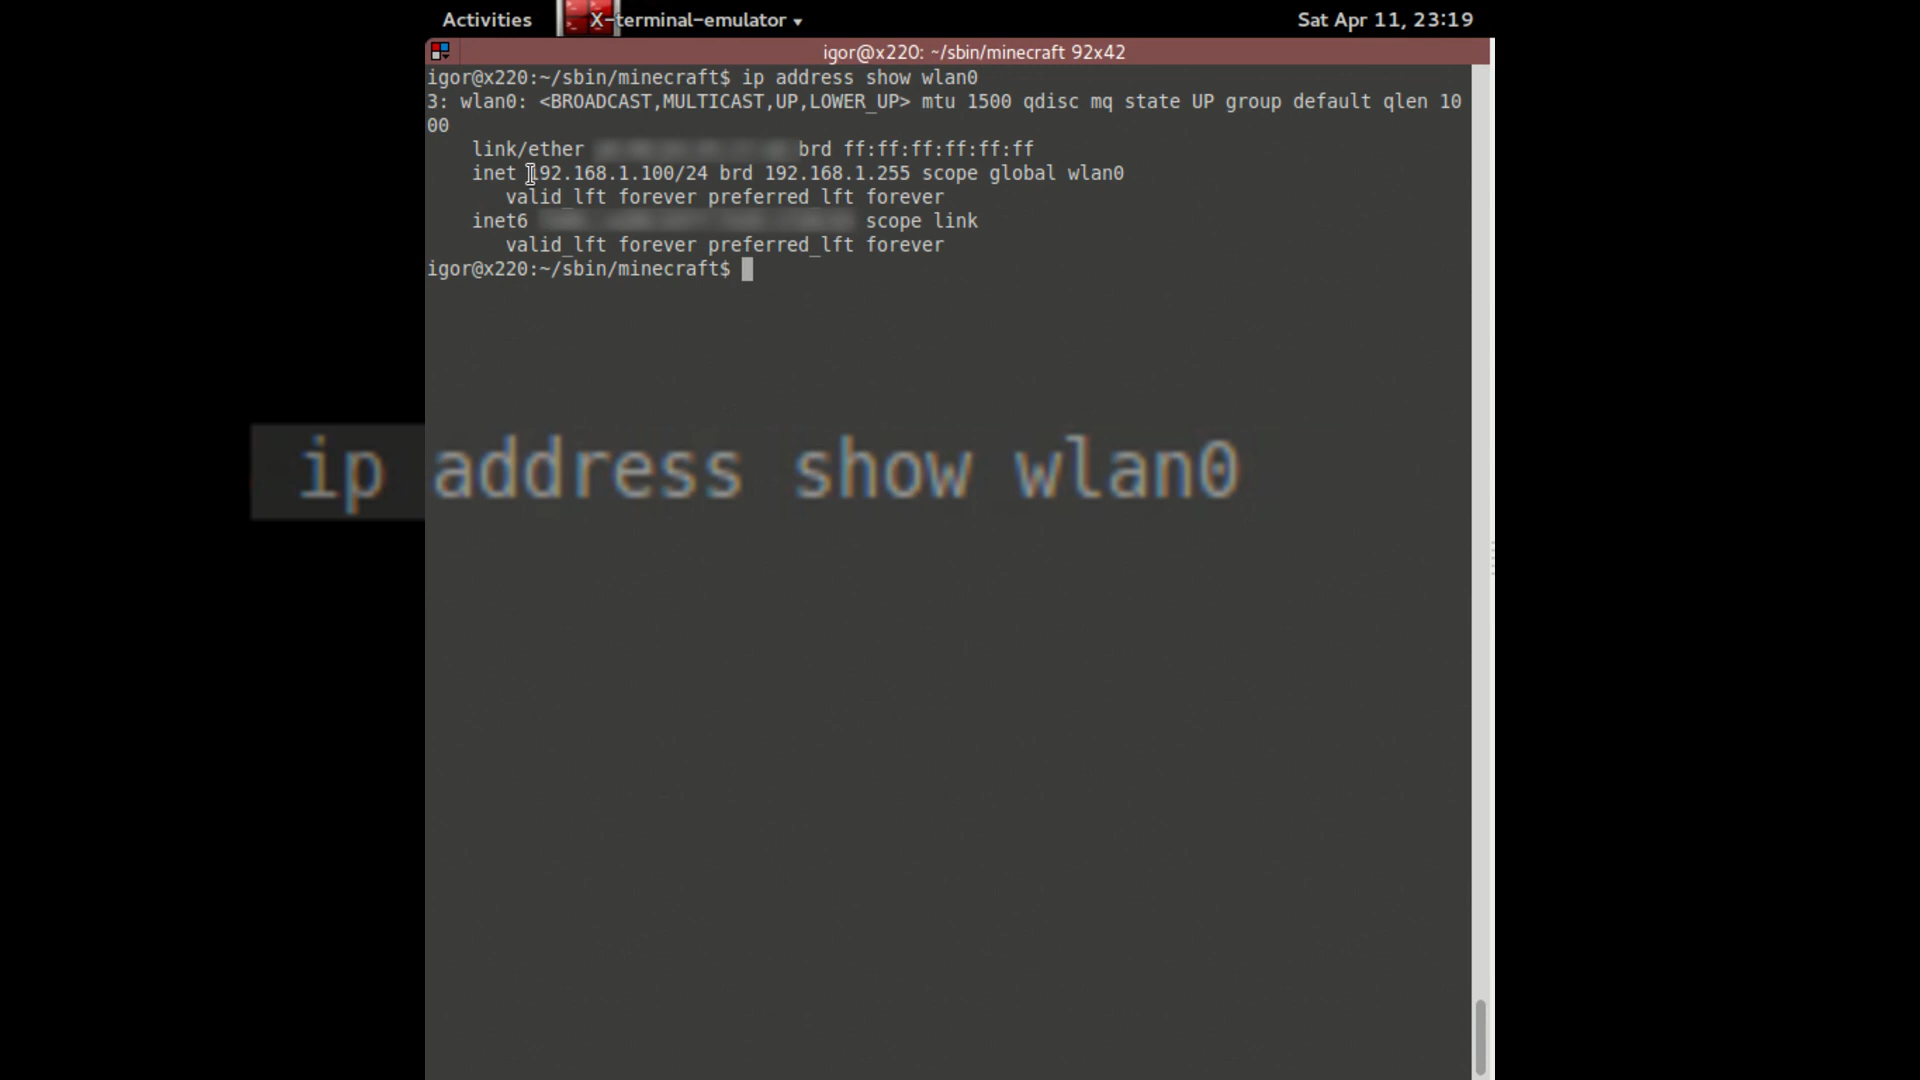 Activities X-terminal-emulator ▾ Sat Apr 11, 23:19
igor@x220: ~/sbin/minecraft 92x42
igor@x220:~/sbin/minecraft$ ip address show wlan0
3: wlan0: <BROADCAST,MULTICAST,UP,LOWER_UP> mtu 1500 qdisc mq state UP group default qlen 10
00
link/ether brd ff:ff:ff:ff:ff:ff
inet 192.168.1.100/24 brd 192.168.1.255 scope global wlan0
valid_lft forever preferred_lft forever
inet6 scope link
valid_lft forever preferred_lft forever
igor@x220:~/sbin/minecraft$
ip address show wlan0